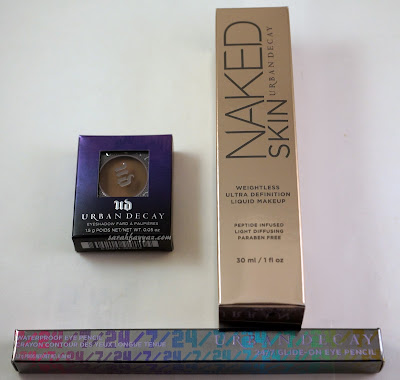 NAKED
SKIN
URBAN DECAY
WEIGHTLESS
ULTRA DEFINITION
LIQUID MAKEUP
PEPTIDE INFUSED
LIGHT DIFFUSING
PARABEN FREE
30 ml / 1 fl oz
UD
URBAN DECAY
EYESHADOW FARD À PAUPIÈRES
1.5 g POIDS NET/NET WT. 0.05 oz
WATERPROOF EYE PENCIL
CRAYON CONTOUR DES YEUX LONGUE TENUE
24/7/24/7/24/7
URBAN DECAY
24/7 GLIDE-ON EYE PENCIL